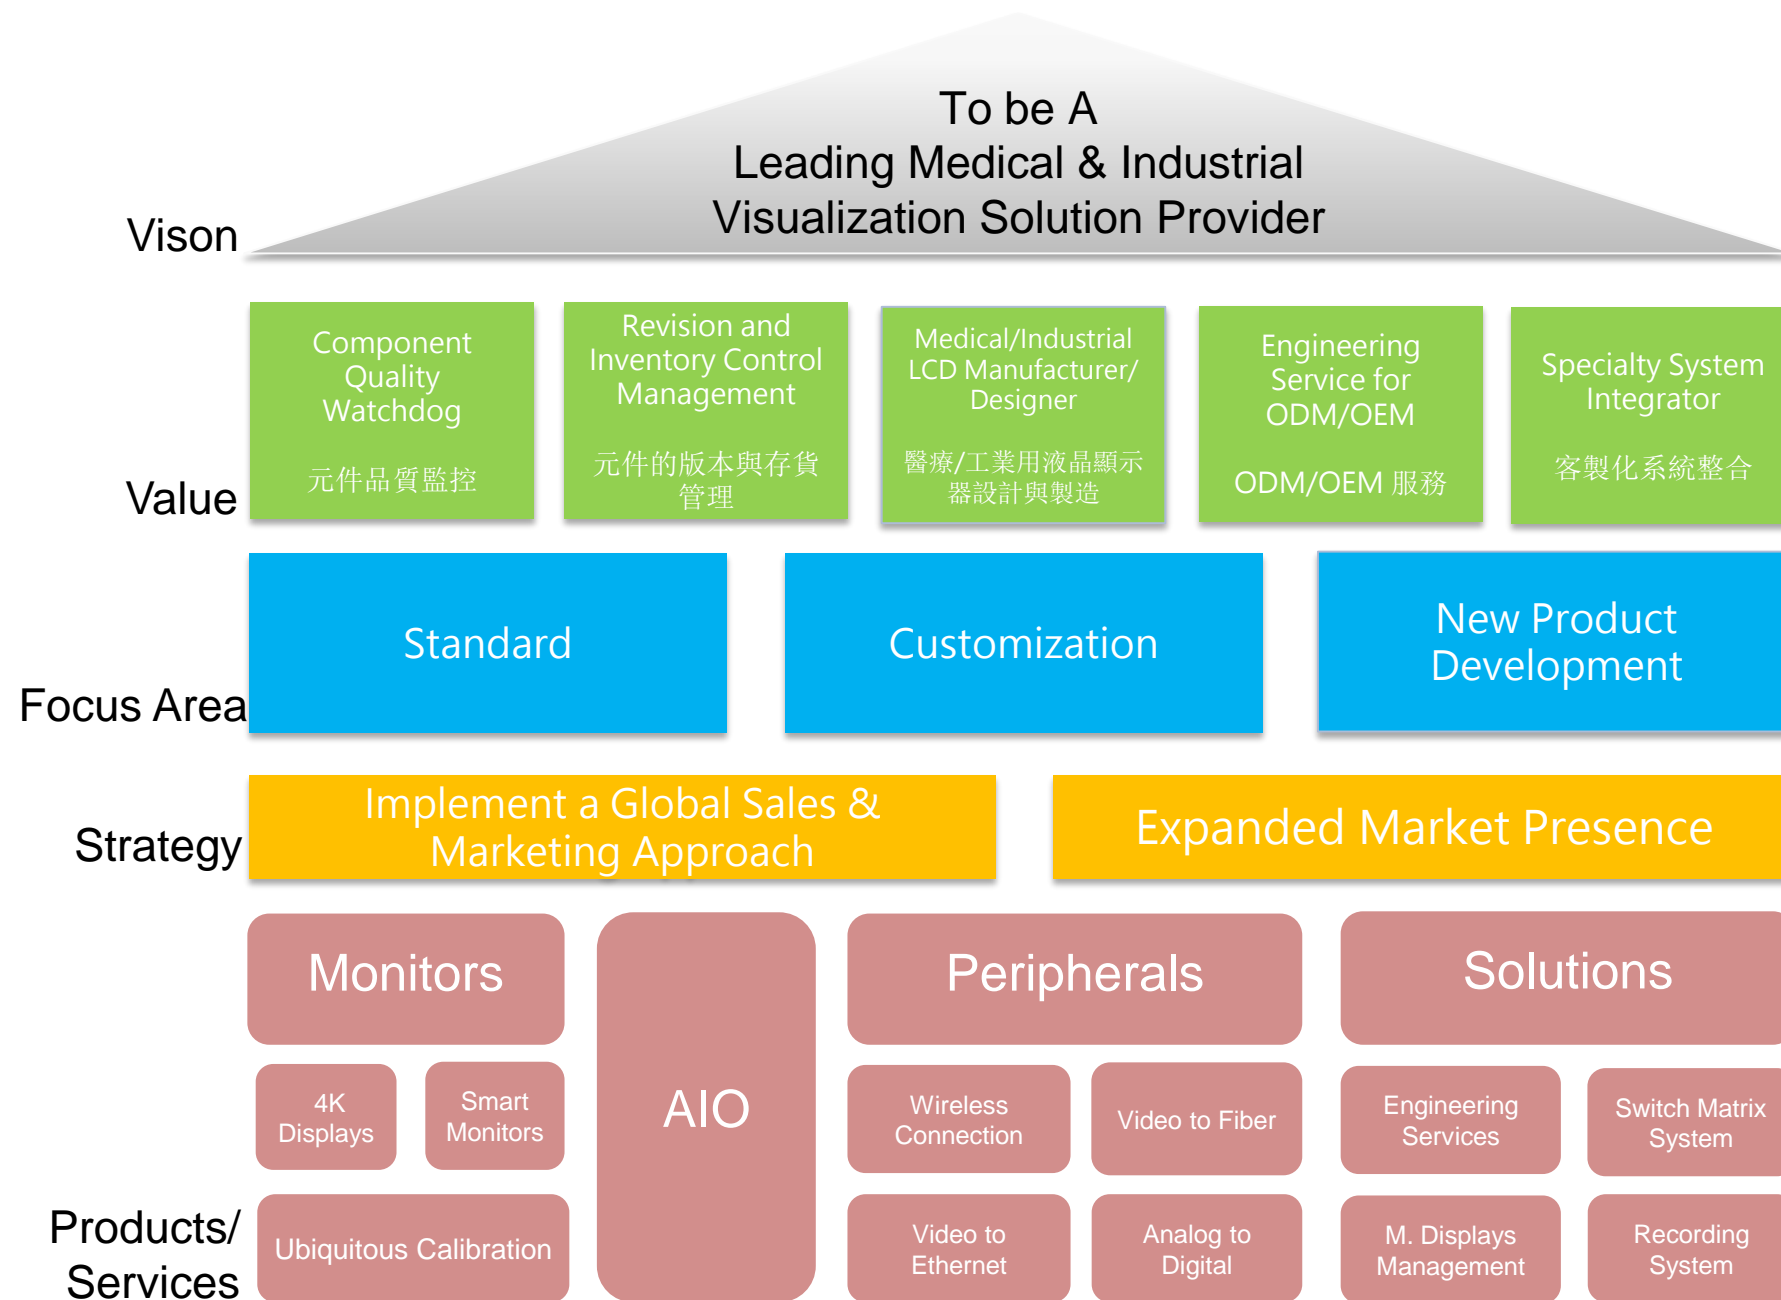 To be A
Leading Medical & Industrial
Visualization Solution Provider
Vison
Component
Quality
Watchdog
元件品質監控
Revision and
Inventory Control
Management
元件的版本與存貨
管理
Medical/Industrial
LCD Manufacturer/
Designer
醫療/工業用液晶顯示
器設計與製造
Engineering
Service for
ODM/OEM
ODM/OEM 服務
Specialty System
Integrator
客製化系統整合
Value
Standard
Customization
New Product
Development
Focus Area
Implement a Global Sales &
Marketing Approach
Expanded Market Presence
Strategy
Monitors
4K
Displays
Smart
Monitors
Ubiquitous Calibration
AIO
Peripherals
Wireless
Connection
Video to Fiber
Video to
Ethernet
Analog to
Digital
Solutions
Engineering
Services
Switch Matrix
System
M. Displays
Management
Recording
System
Products/
Services